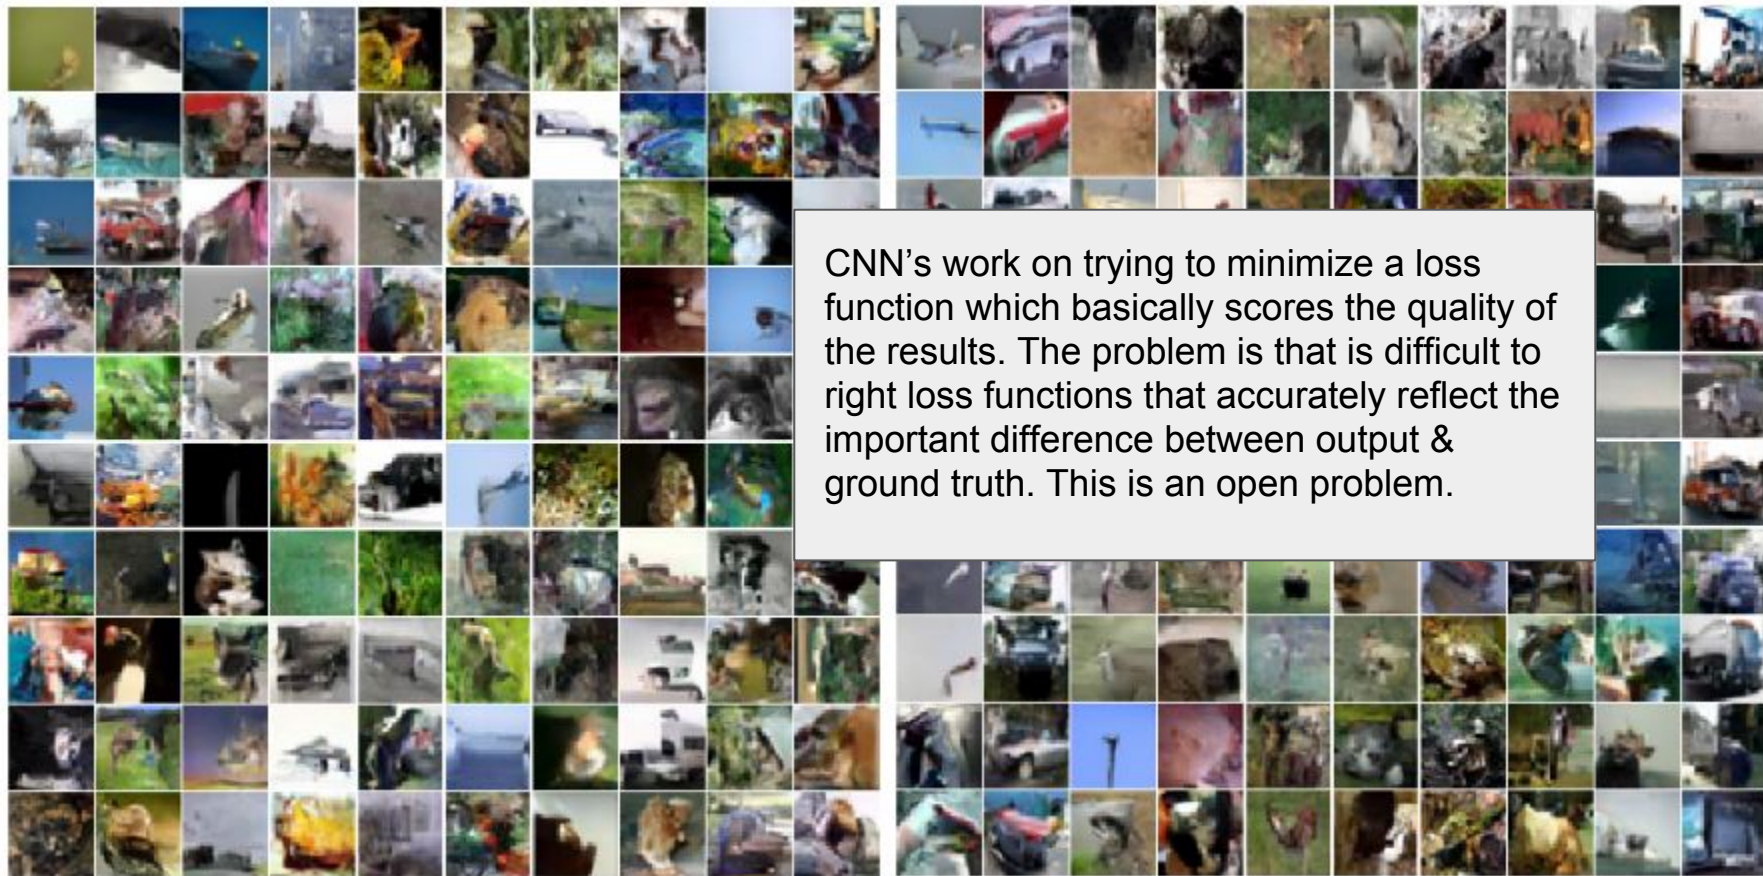 CNN’s work on trying to minimize a loss
function which basically scores the quality of
the results. The problem is that is difficult to
right loss functions that accurately reflect the
important difference between output &
ground truth. This is an open problem.